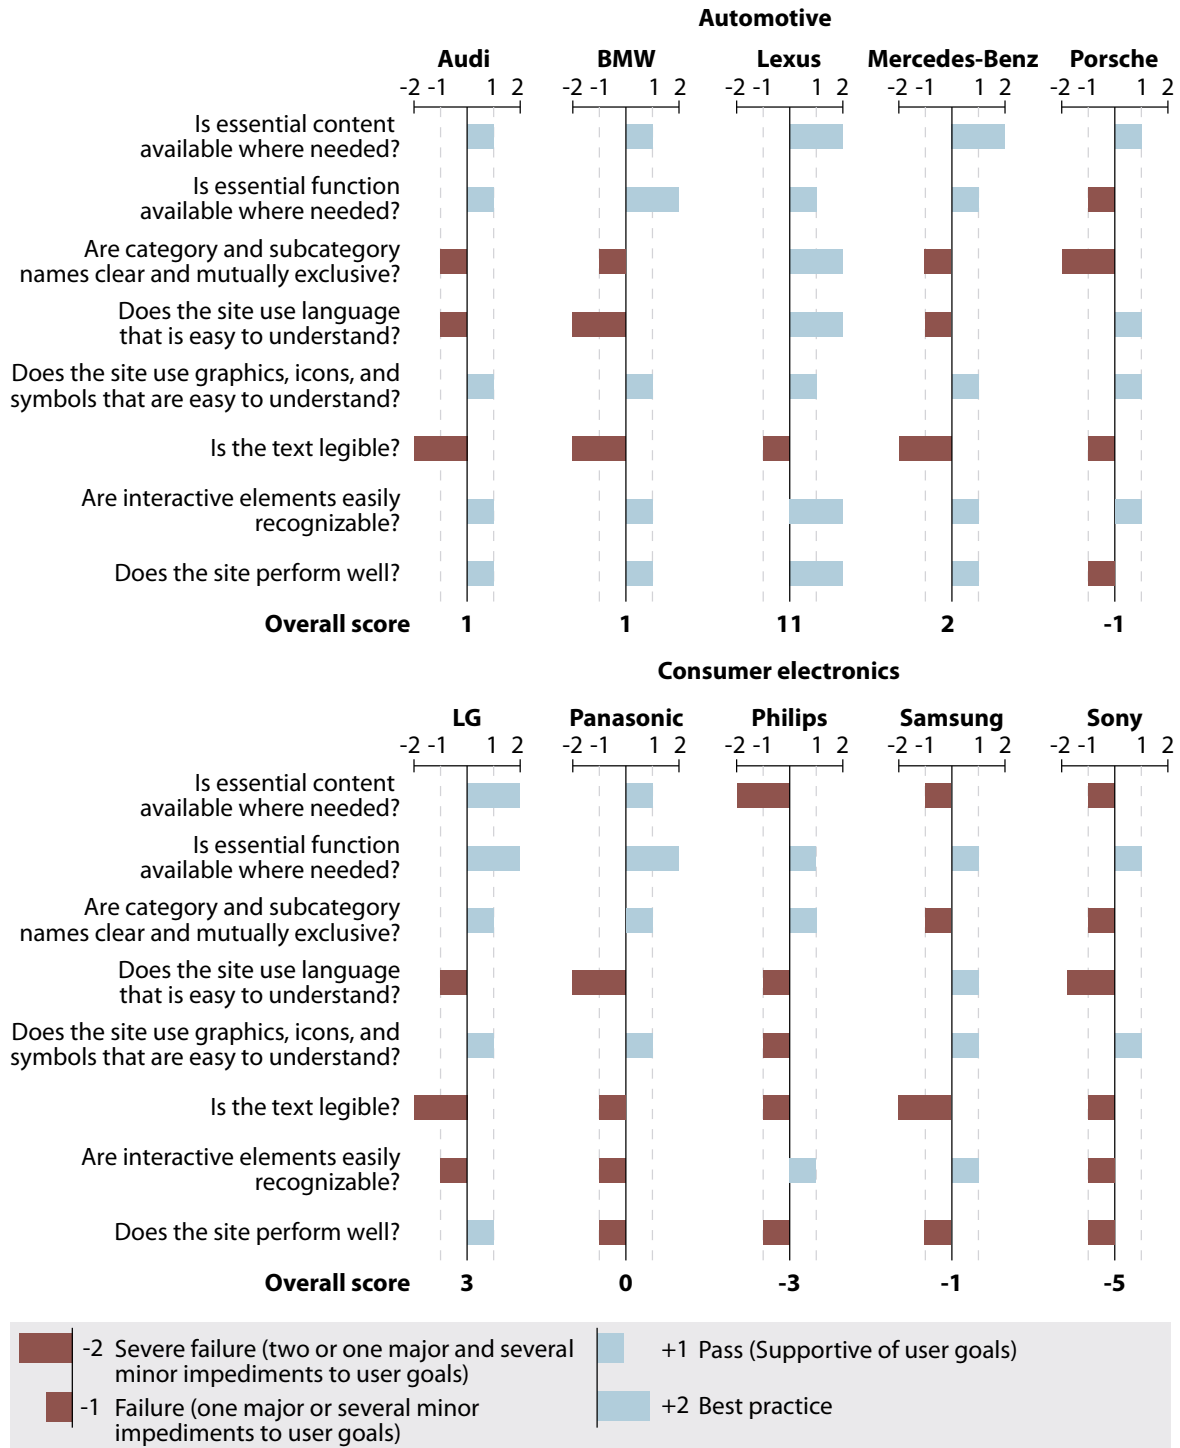 Automotive
Audi BMW Lexus Mercedes-Benz Porsche
-2 -1 1 2 -2 -1 1 2 -2 -1 1 2 -2 -1 1 2 -2 -1 1 2
Is essential content
available where needed?
Is essential function
available where needed?
Are category and subcategory
names clear and mutually exclusive?
Does the site use language
that is easy to understand?
Does the site use graphics, icons, and
symbols that are easy to understand?
Is the text legible?
Are interactive elements easily
recognizable?
Does the site perform well?
Overall score 1 1 11 2 -1
Consumer electronics
LG Panasonic Philips Samsung Sony
-2 -1 1 2 -2 -1 1 2 -2 -1 1 2 -2 -1 1 2 -2 -1 1 2
Is essential content
available where needed?
Is essential function
available where needed?
Are category and subcategory
names clear and mutually exclusive?
Does the site use language
that is easy to understand?
Does the site use graphics, icons, and
symbols that are easy to understand?
Is the text legible?
Are interactive elements easily
recognizable?
Does the site perform well?
Overall score 3 0 -3 -1 -5
-2 Severe failure (two or one major and several
minor impediments to user goals)
-1 Failure (one major or several minor
impediments to user goals)
+1 Pass (Supportive of user goals)
+2 Best practice